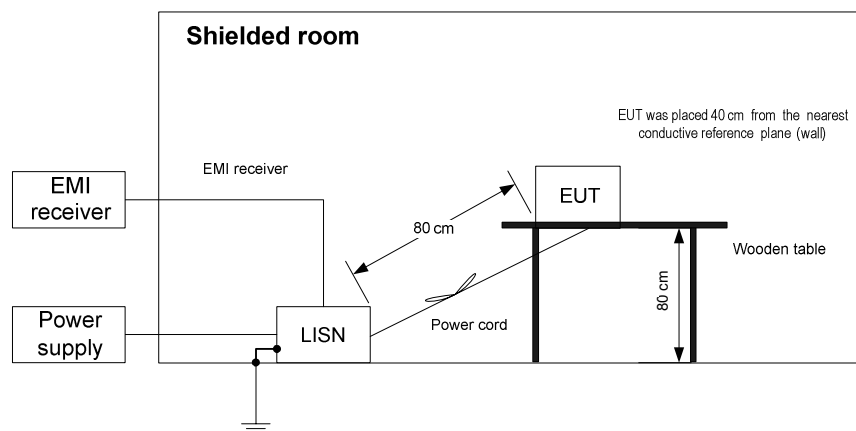 Shielded room
EUT was placed 40 cm from the nearest
conductive reference plane (wall)
EMI receiver
EMI
receiver
EUT
80 cm
Wooden table
80 cm
Power cord
LISN
Power
supply